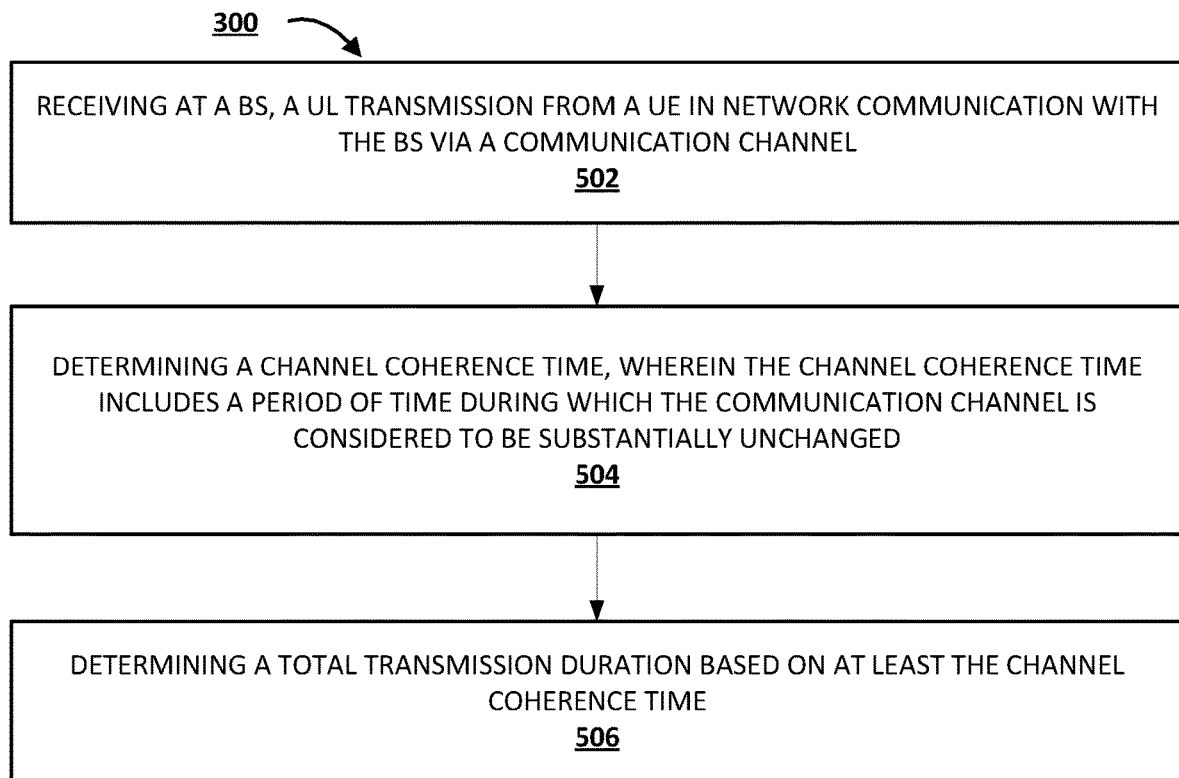 300
RECEIVING AT A BS, A UL TRANSMISSION FROM A UE IN NETWORK COMMUNICATION WITH
THE BS VIA A COMMUNICATION CHANNEL
502
DETERMINING A CHANNEL COHERENCE TIME, WHEREIN THE CHANNEL COHERENCE TIME
INCLUDES A PERIOD OF TIME DURING WHICH THE COMMUNICATION CHANNEL IS
CONSIDERED TO BE SUBSTANTIALLY UNCHANGED
504
DETERMINING A TOTAL TRANSMISSION DURATION BASED ON AT LEAST THE CHANNEL
COHERENCE TIME
506